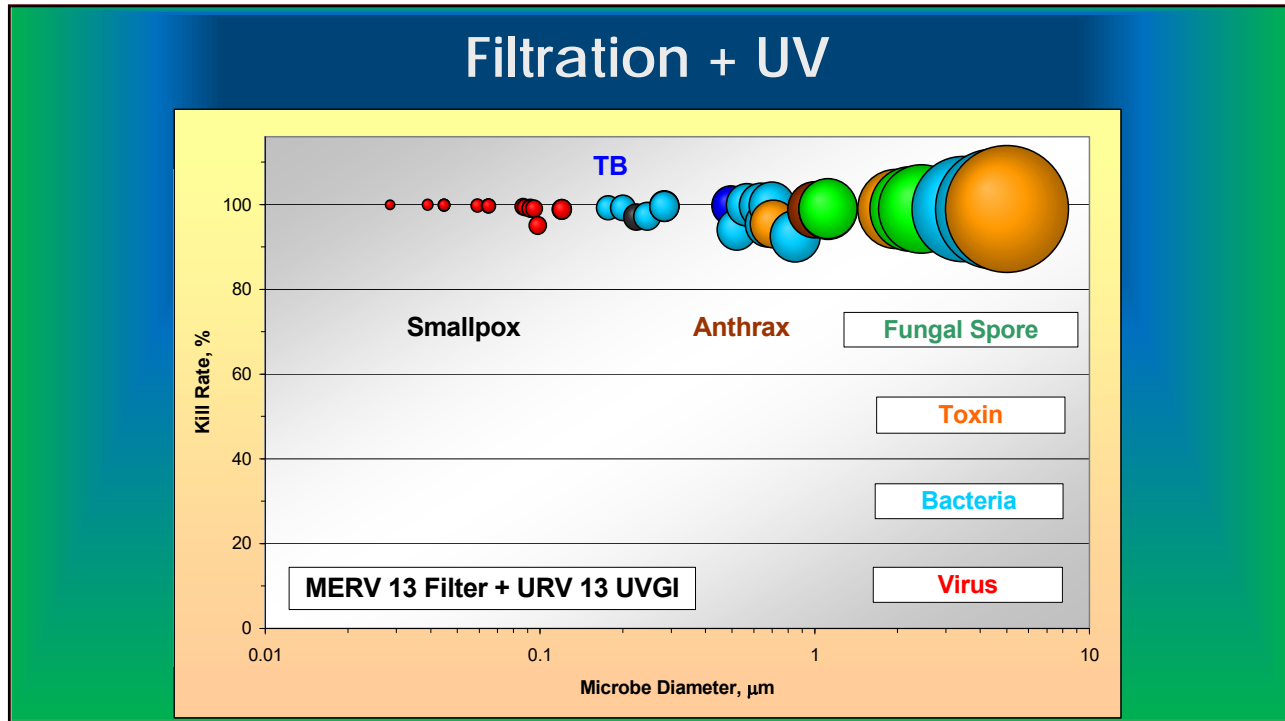 Filtration + UV
TB
100
80
60
40
20
0
Kill Rate, %
Smallpox
Anthrax
Fungal Spore
Toxin
Bacteria
Virus
MERV 13 Filter + URV 13 UVGI
0.01
0.1
1
10
Microbe Diameter, μm